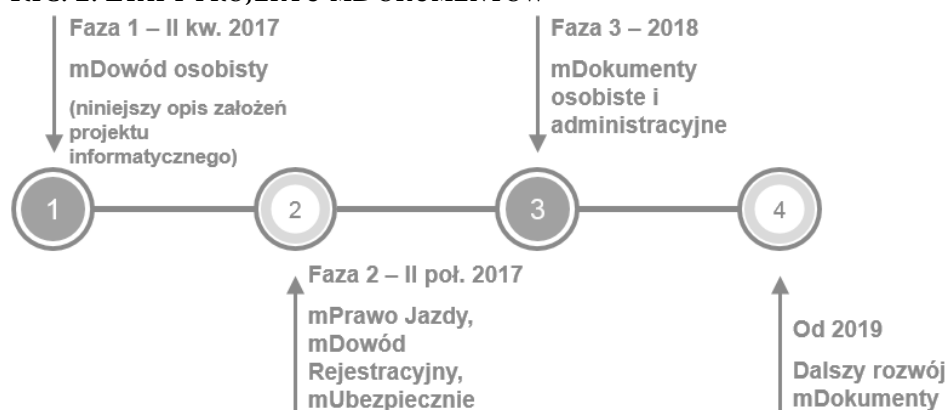 Faza 1 – II kw. 2017
mDowód osobisty
(niniejszy opis założeń
projektu
informatycznego)
Faza 3 – 2018
mDokumenty
osobiste i
administracyjne
1
2
3
4
Faza 2 – II poł. 2017
mPrawo Jazdy,
mDowód
Rejestracyjny,
mUbezpiecznie
Od 2019
Dalszy rozwój
mDokumenty